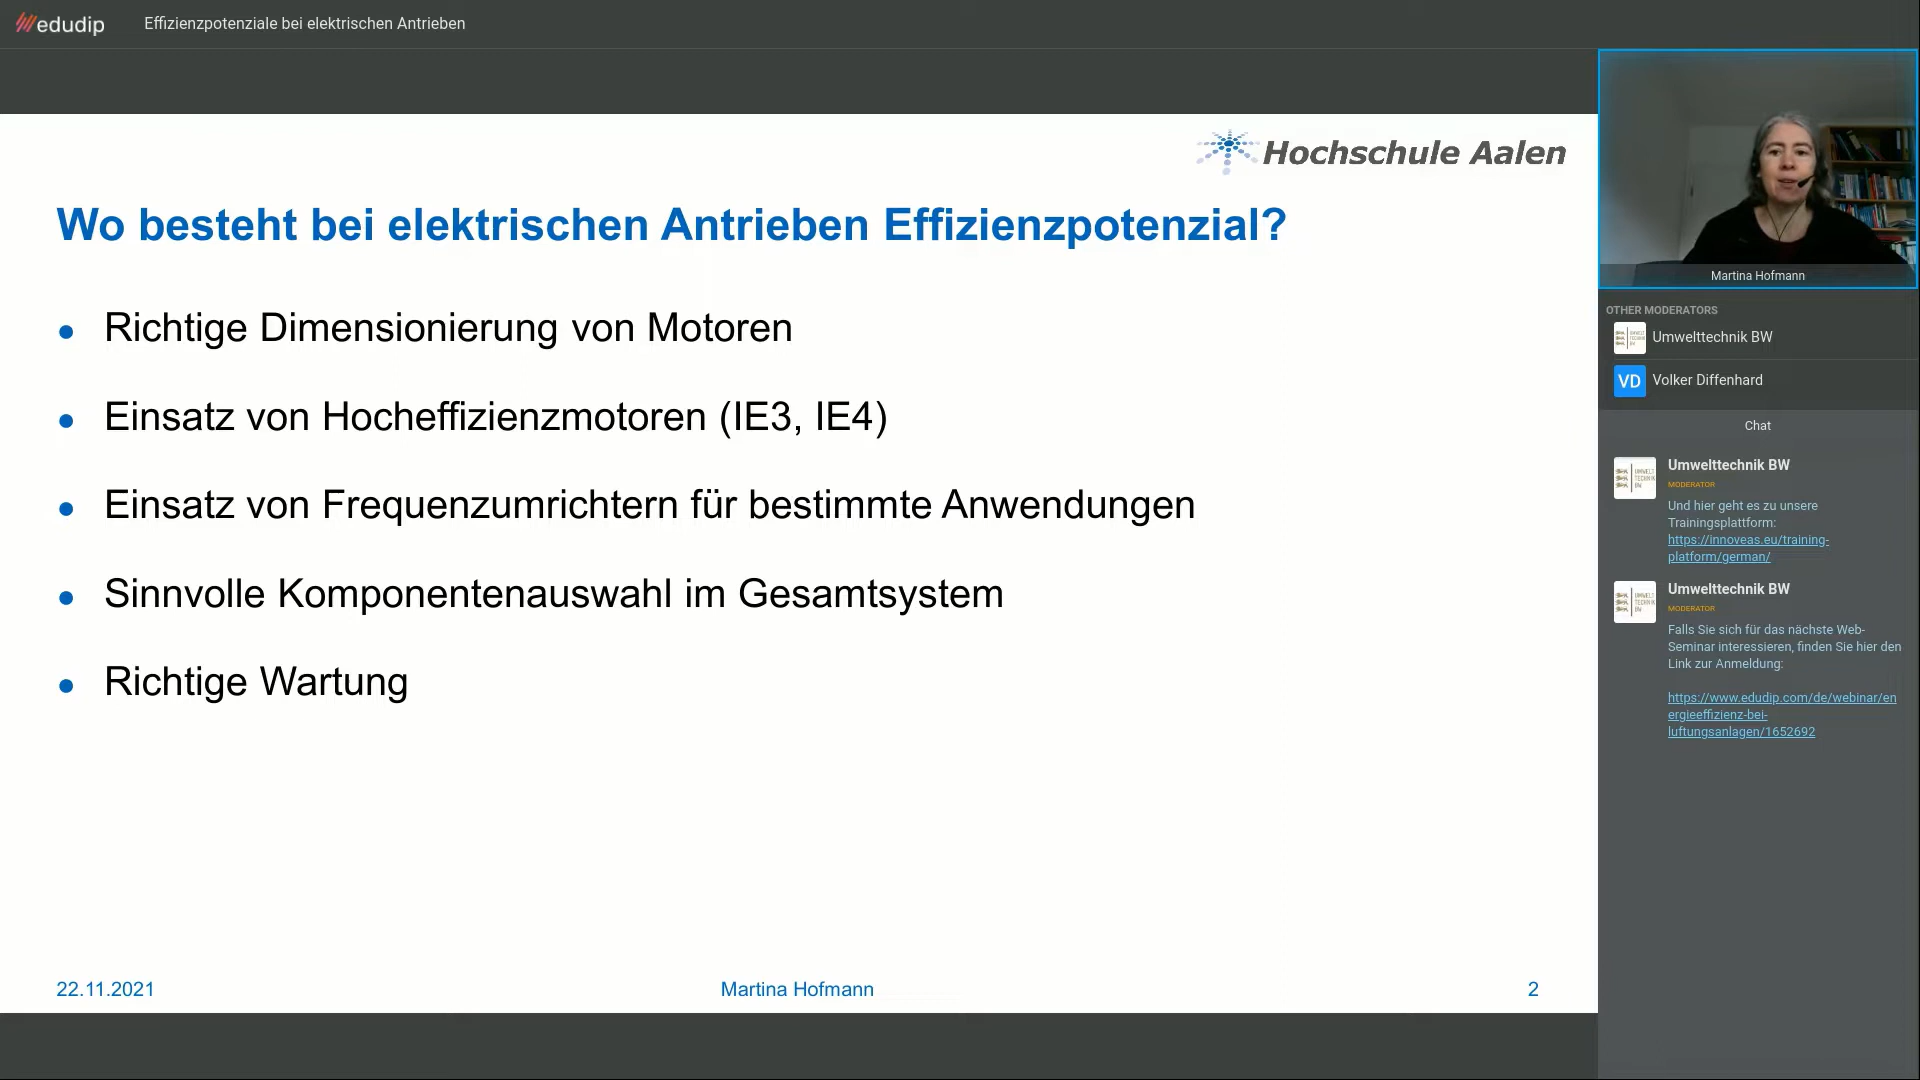 edudip
Effizienzpotenziale bei elektrischen Antrieben
Hochschule Aalen
Wo besteht bei elektrischen Antrieben Effizienzpotenzial?
Richtige Dimensionierung von Motoren
Einsatz von Hocheffizienzmotoren (IE3, IE4)
Einsatz von Frequenzumrichtern für bestimmte Anwendungen
Sinnvolle Komponentenauswahl im Gesamtsystem
Richtige Wartung
22.11.2021
Martina Hofmann
2
Martina Hofmann
OTHER MODERATORS
Umwelttechnik BW
VD
Volker Diffenhard
Chat
Umwelttechnik BW
MODERATOR
Und hier geht es zu unsere
Trainingsplattform:
https://innoveas.eu/training-
platform/german/
Umwelttechnik BW
MODERATOR
Falls Sie sich für das nächste Web-
Seminar interessieren, finden Sie hier den
Link zur Anmeldung:
https://www.edudip.com/de/webinar/en
ergieeffizienz-bei-
luftungsanlagen/1652692